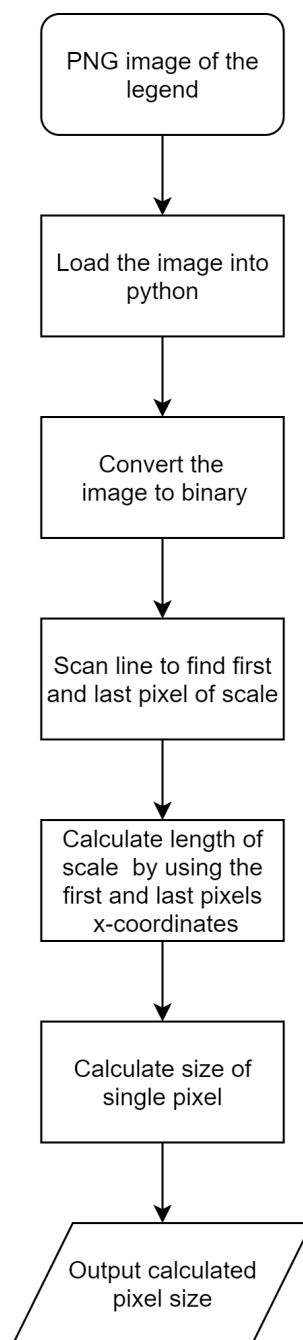 PNG image of the
legend
Load the image into
python
Convert the
image to binary
Scan line to find first
and last pixel of scale
Calculate length of
scale by using the
first and last pixels
x-coordinates
Calculate size of
single pixel
Output calculated
pixel size